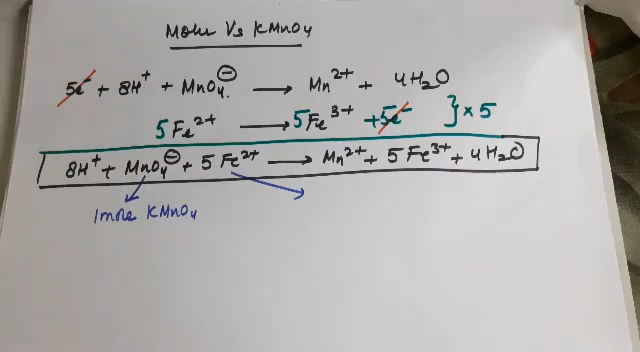 Mohr Vs KMnO4
5e⁻ + 8H⁺ + MnO4⊖ → Mn²⁺ + 4H2O
5Fe²⁺ → 5Fe³⁺ + 5e⁻ } × 5
8H⁺ + MnO4⊖ + 5Fe²⁺ → Mn²⁺ + 5Fe³⁺ + 4H2O
1mole KMnO4